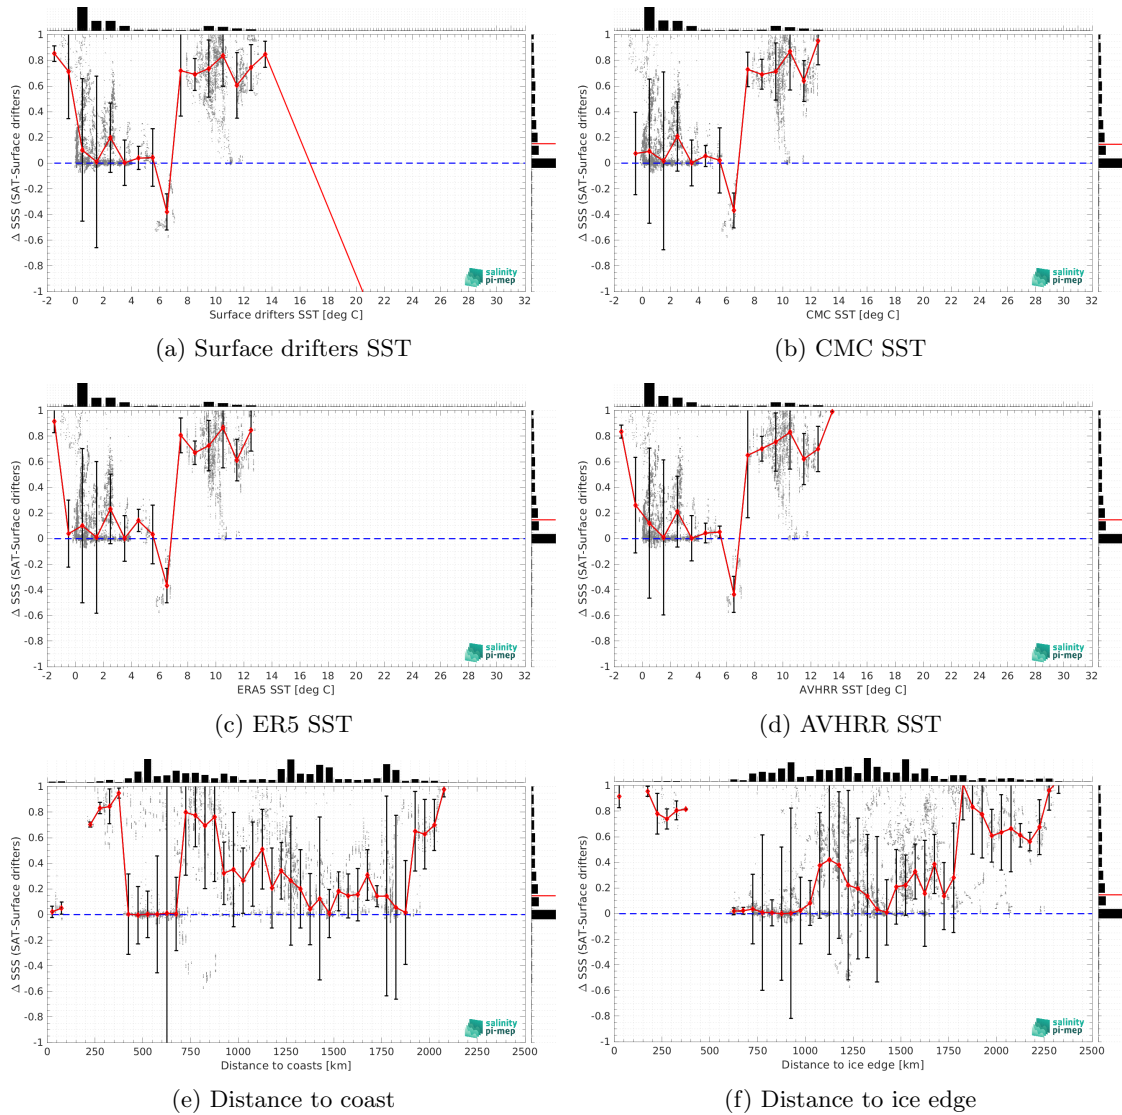 1
0.8
0.6
0.4
0.2
0
-0.2
-0.4
-0.6
-0.8
-1
Δ SSS (SAT-Surface drifters)
salinity
pi-mep
-2 0 2 4 6 8 10 12 14 16 18 20 22 24 26 28 30 32
Surface drifters SST [deg C]
(a) Surface drifters SST
1
0.8
0.6
0.4
0.2
0
-0.2
-0.4
-0.6
-0.8
-1
Δ SSS (SAT-Surface drifters)
salinity
pi-mep
-2 0 2 4 6 8 10 12 14 16 18 20 22 24 26 28 30 32
CMC SST [deg C]
(b) CMC SST
1
0.8
0.6
0.4
0.2
0
-0.2
-0.4
-0.6
-0.8
-1
Δ SSS (SAT-Surface drifters)
salinity
pi-mep
-2 0 2 4 6 8 10 12 14 16 18 20 22 24 26 28 30 32
ERA5 SST [deg C]
(c) ER5 SST
1
0.8
0.6
0.4
0.2
0
-0.2
-0.4
-0.6
-0.8
-1
Δ SSS (SAT-Surface drifters)
salinity
pi-mep
-2 0 2 4 6 8 10 12 14 16 18 20 22 24 26 28 30 32
AVHRR SST [deg C]
(d) AVHRR SST
1
0.8
0.6
0.4
0.2
0
-0.2
-0.4
-0.6
-0.8
-1
Δ SSS (SAT-Surface drifters)
salinity
pi-mep
0 250 500 750 1000 1250 1500 1750 2000 2250 2500
Distance to coasts [km]
(e) Distance to coast
1
0.8
0.6
0.4
0.2
0
-0.2
-0.4
-0.6
-0.8
-1
Δ SSS (SAT-Surface drifters)
salinity
pi-mep
0 250 500 750 1000 1250 1500 1750 2000 2250 2500
Distance to ice edge [km]
(f) Distance to ice edge